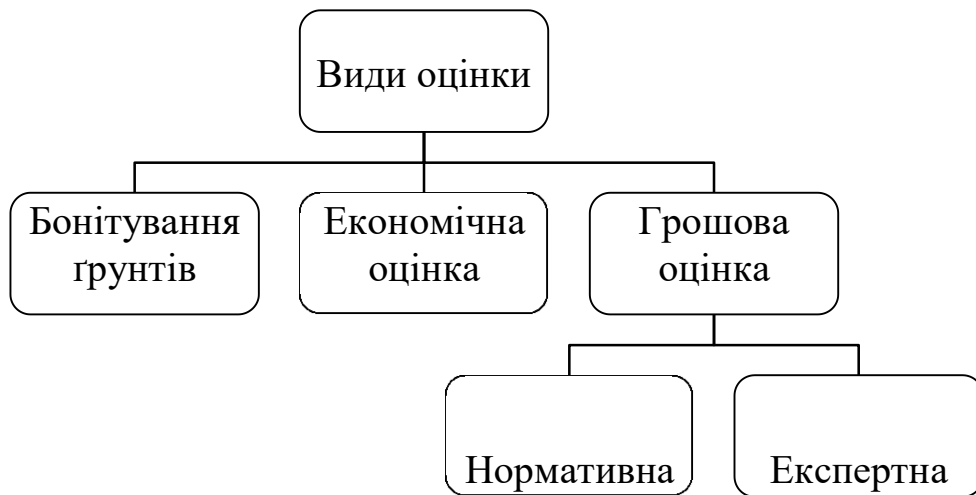 Види оцінки
Бонітування
ґрунтів
Економічна
оцінка
Грошова
оцінка
Нормативна
Експертна